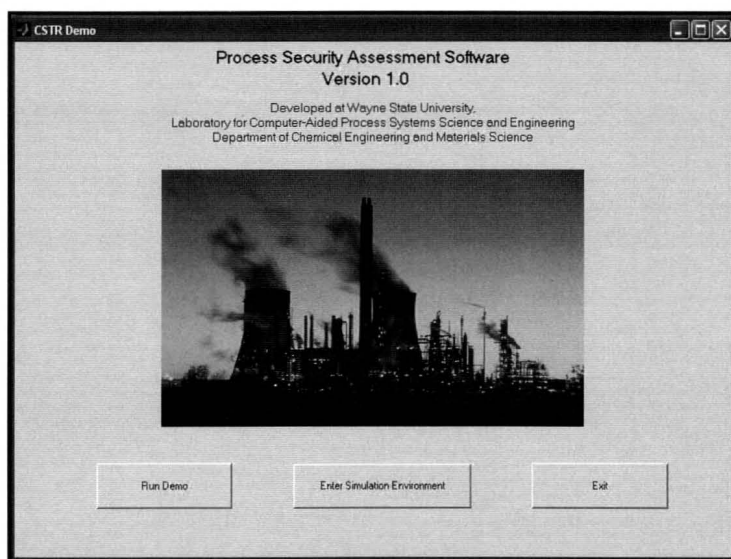 CSTR Demo
Process Security Assessment Software
Version 1.0
Developed at Wayne State University,
Laboratory for Computer-Aided Process Systems Science and Engineering
Department of Chemical Engineering and Materials Science
Run Demo
Enter Simulation Environment
Exit